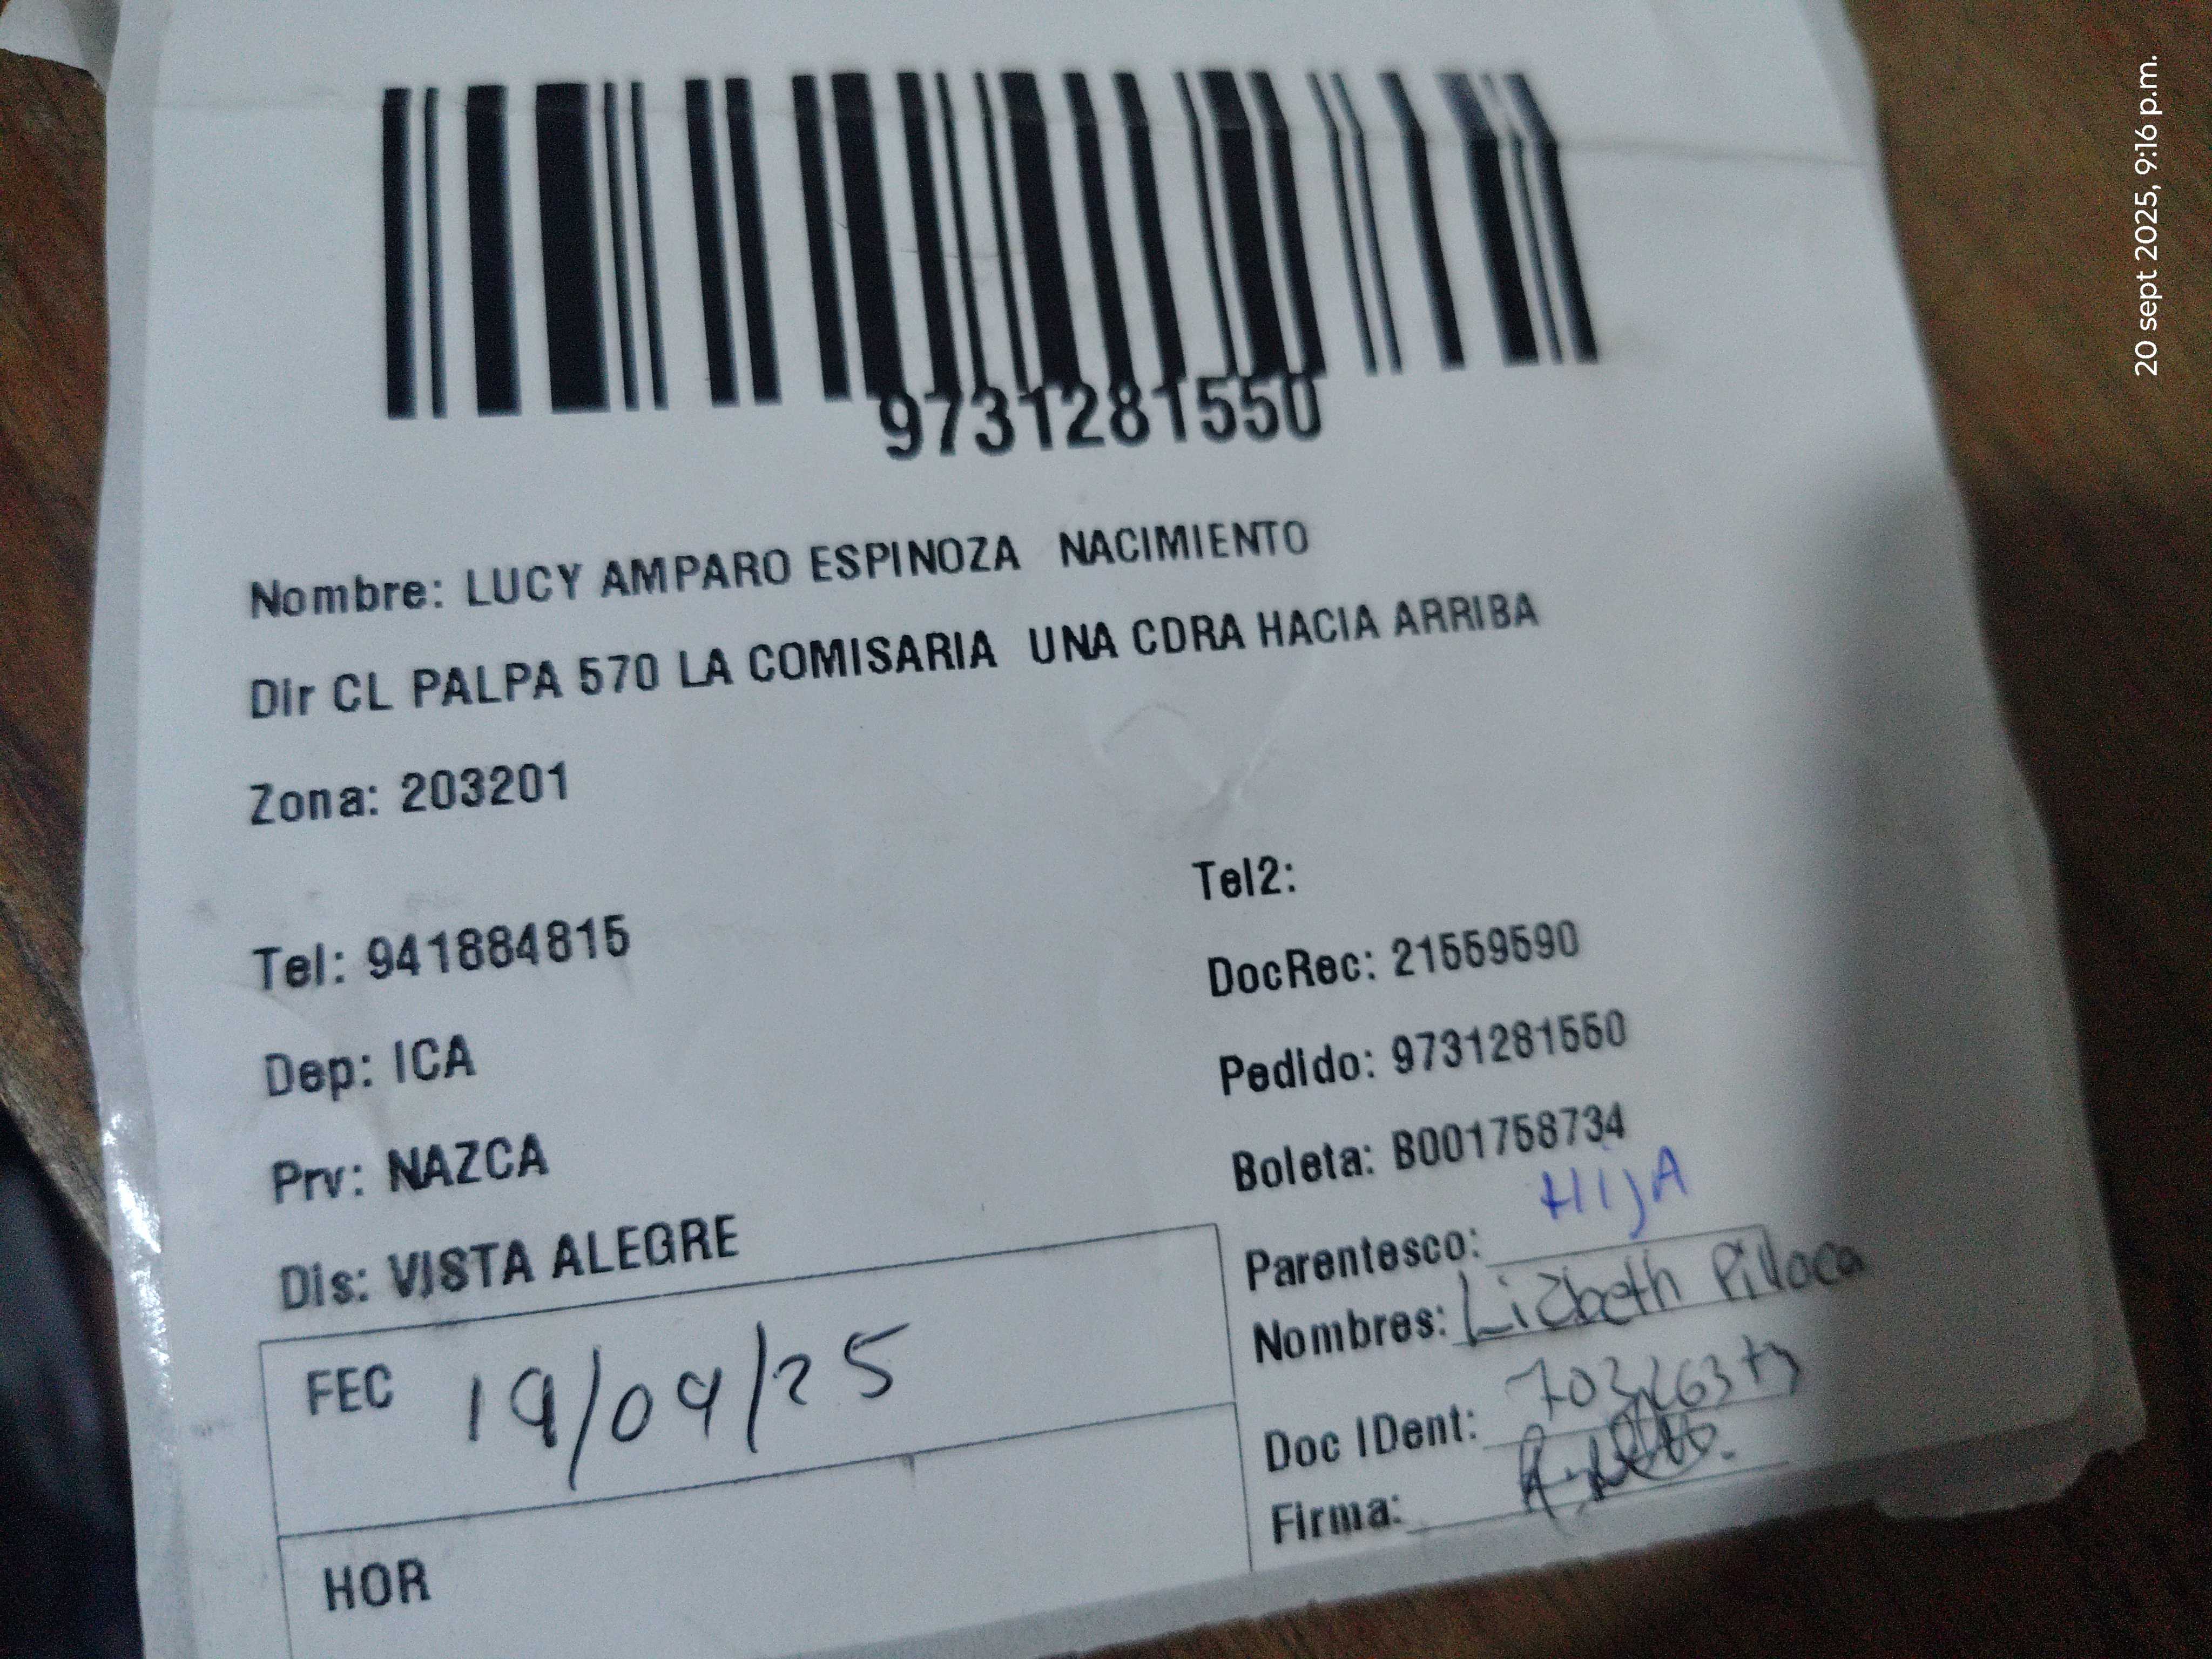 9731281550
Nombre: LUCY AMPARO ESPINOZA NACIMIENTO
Dir CL PALPA 570 LA COMISARIA UNA CDRA HACIA ARRIBA
Zona: 203201
Tel2:
Tel: 941884815
DocRec: 21559590
Dep: ICA
Pedido: 9731281550
Prv: NAZCA
Boleta: B001758734
Dis: VISTA ALEGRE
Parentesco: HIJA
Nombres: Lizbeth Pilloca
FEC 19/09/25
Doc IDent:
Firma:
HOR
20 sept 2025, 9:16 p.m.